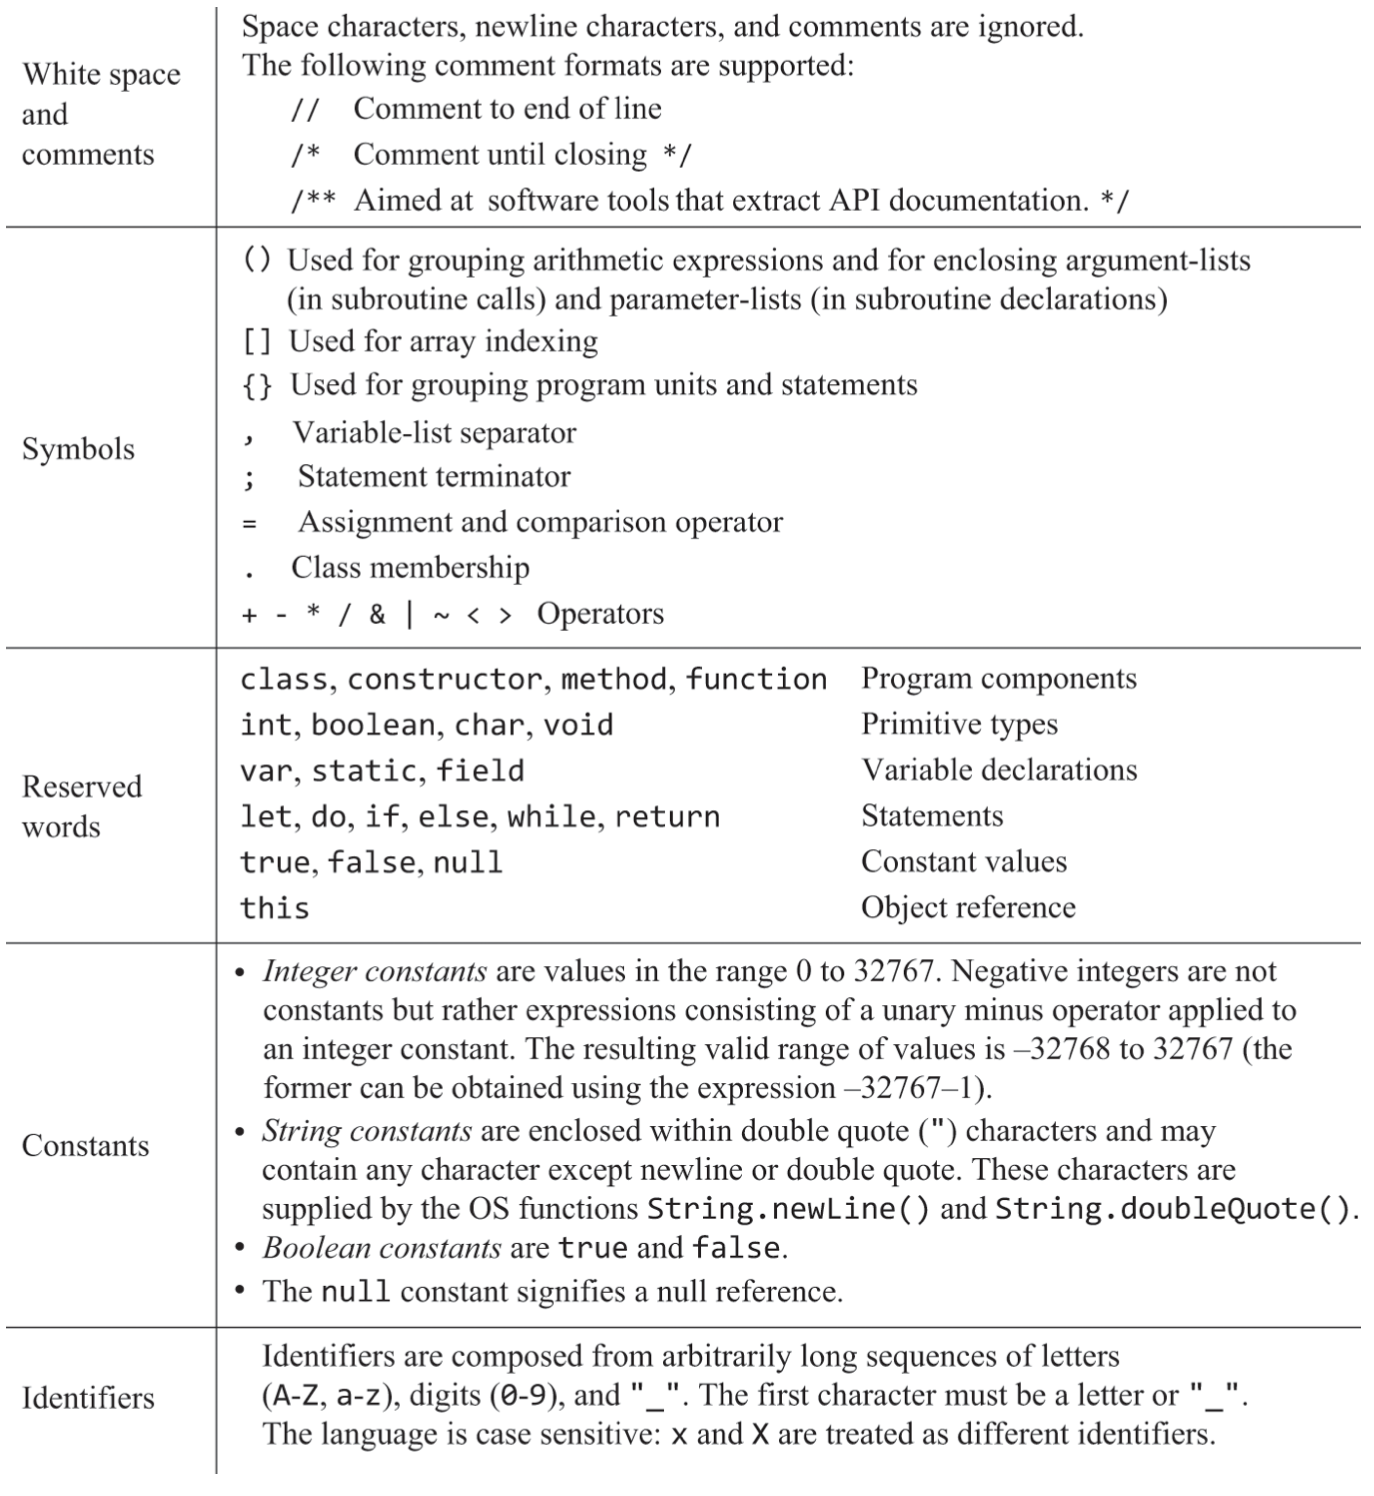 White space
and
comments
Space characters, newline characters, and comments are ignored.
The following comment formats are supported:
// Comment to end of line
/* Comment until closing */
/** Aimed at software tools that extract API documentation. */
Symbols
() Used for grouping arithmetic expressions and for enclosing argument-lists
(in subroutine calls) and parameter-lists (in subroutine declarations)
[] Used for array indexing
{} Used for grouping program units and statements
, Variable-list separator
; Statement terminator
= Assignment and comparison operator
. Class membership
+ - * / & | ~ < > Operators
Reserved
words
class, constructor, method, function Program components
int, boolean, char, void Primitive types
var, static, field Variable declarations
let, do, if, else, while, return Statements
true, false, null Constant values
this Object reference
Constants
• Integer constants are values in the range 0 to 32767. Negative integers are not
constants but rather expressions consisting of a unary minus operator applied to
an integer constant. The resulting valid range of values is –32768 to 32767 (the
former can be obtained using the expression –32767–1).
• String constants are enclosed within double quote (") characters and may
contain any character except newline or double quote. These characters are
supplied by the OS functions String.newLine() and String.doubleQuote().
• Boolean constants are true and false.
• The null constant signifies a null reference.
Identifiers
Identifiers are composed from arbitrarily long sequences of letters
(A-Z, a-z), digits (0-9), and "_". The first character must be a letter or "_".
The language is case sensitive: x and X are treated as different identifiers.